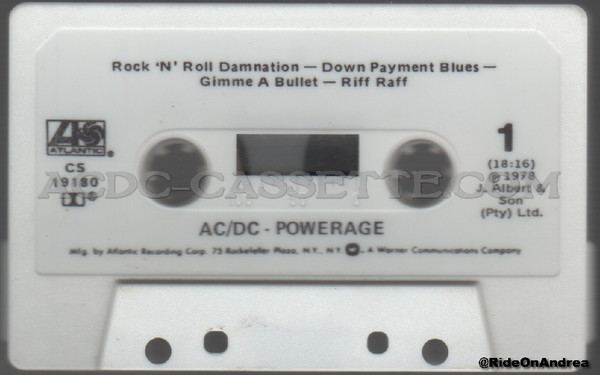 Rock 'N' Roll Damnation — Down Payment Blues —
Gimme A Bullet — Riff Raff
ATLANTIC®
CS
19180
1
(18:16)
℗ 1978
J. Albert &
Son
(Pty) Ltd.
ACDC-CASSETTE.COM
AC/DC - POWERAGE
Mfg. by Atlantic Recording Corp. 75 Rockefeller Plaza, N.Y., N.Y. A Warner Communications Company
@RideOnAndrea